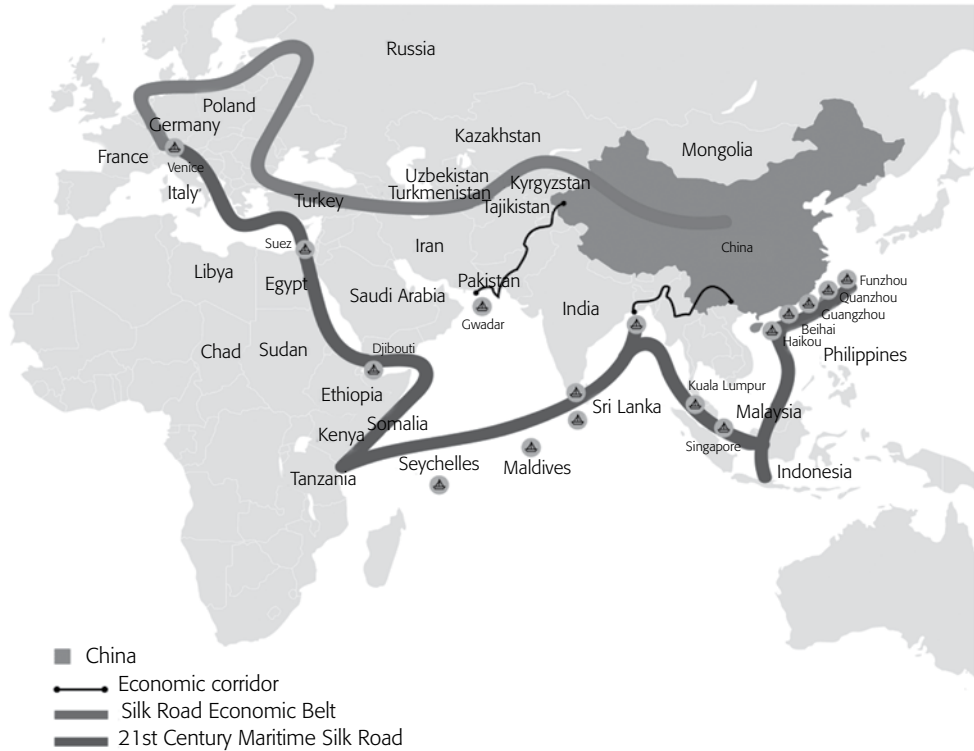 Russia
Poland
Germany
Kazakhstan
Mongolia
France
Venice
Uzbekistan
Kyrgyzstan
Italy
Turkey
Turkmenistan
Tajikistan
Suez
Iran
China
Libya
Egypt
Pakistan
Saudi Arabia
India
Funzhou
Quanzhou
Guangzhou
Gwadar
Beihai
Haikou
Chad
Sudan
Djibouti
Philippines
Ethiopia
Kuala Lumpur
Sri Lanka
Malaysia
Somalia
Kenya
Singapore
Seychelles
Maldives
Tanzania
Indonesia
China
Economic corridor
Silk Road Economic Belt
21st Century Maritime Silk Road